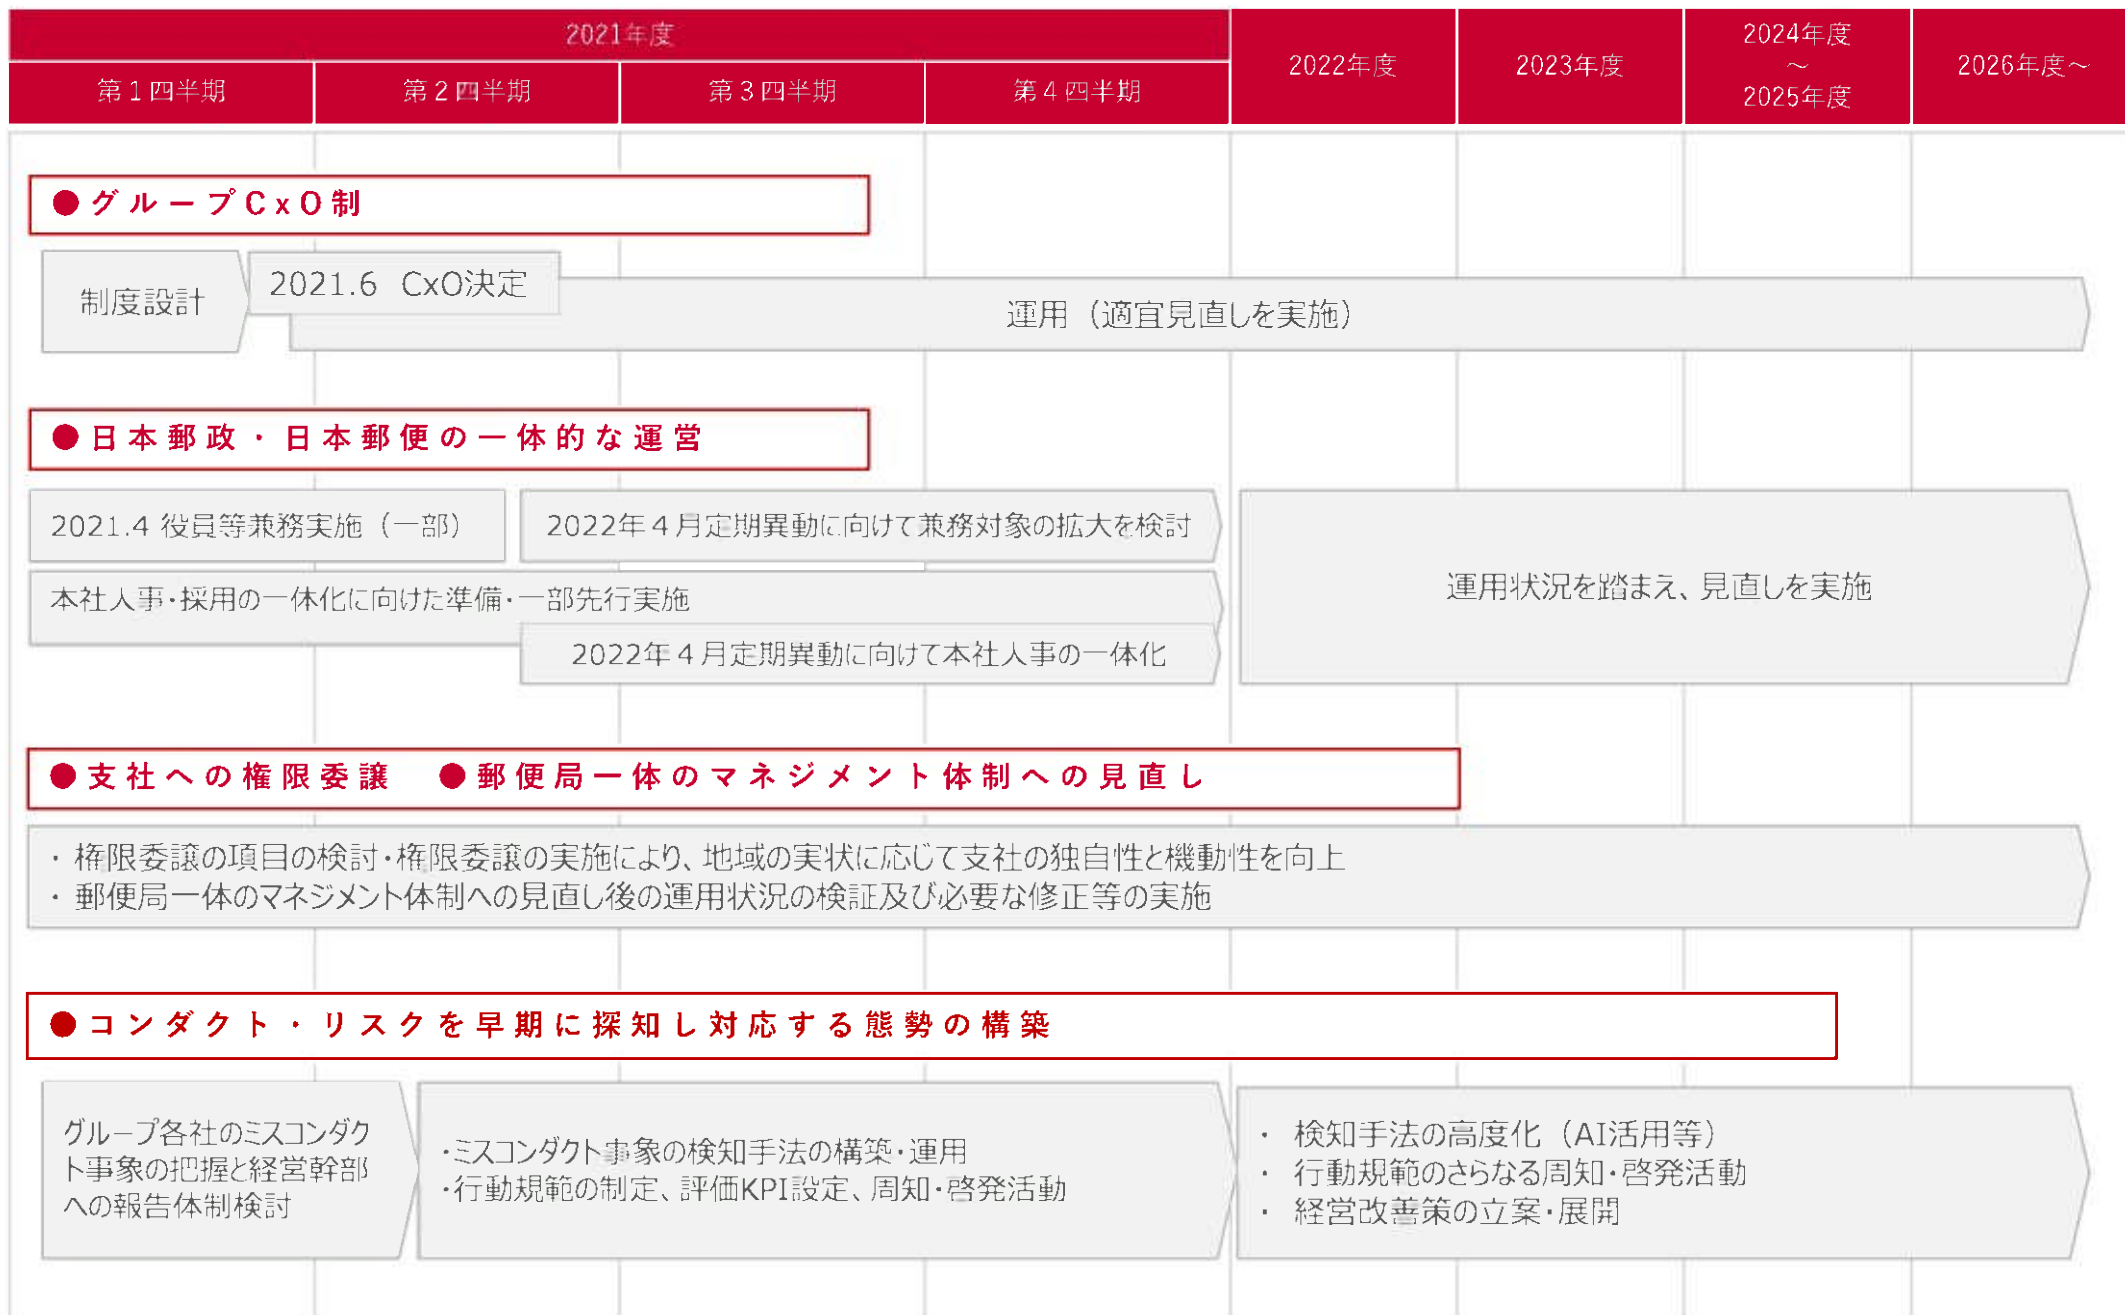 2021年度
第1四半期
第2四半期
第3四半期
第4四半期
2022年度
2023年度
2024年度
～
2025年度
2026年度～
●グループCxO制
制度設計
2021.6 CxO決定
運用（適宜見直しを実施）
●日本郵政・日本郵便の一体的な運営
2021.4 役員等兼務実施（一部）
2022年4月定期異動に向けて兼務対象の拡大を検討
本社人事・採用の一体化に向けた準備・一部先行実施
2022年4月定期異動に向けて本社人事の一体化
運用状況を踏まえ、見直しを実施
●支社への権限委譲 ●郵便局一体のマネジメント体制への見直し
・ 権限委譲の項目の検討・権限委譲の実施により、地域の実状に応じて支社の独自性と機動性を向上
・ 郵便局一体のマネジメント体制への見直し後の運用状況の検証及び必要な修正等の実施
●コンダクト・リスクを早期に探知し対応する態勢の構築
グループ各社のミスコンダク
ト事象の把握と経営幹部
への報告体制検討
・ミスコンダクト事象の検知手法の構築・運用
・行動規範の制定、評価KPI設定、周知・啓発活動
・ 検知手法の高度化（AI活用等）
・ 行動規範のさらなる周知・啓発活動
・ 経営改善策の立案・展開